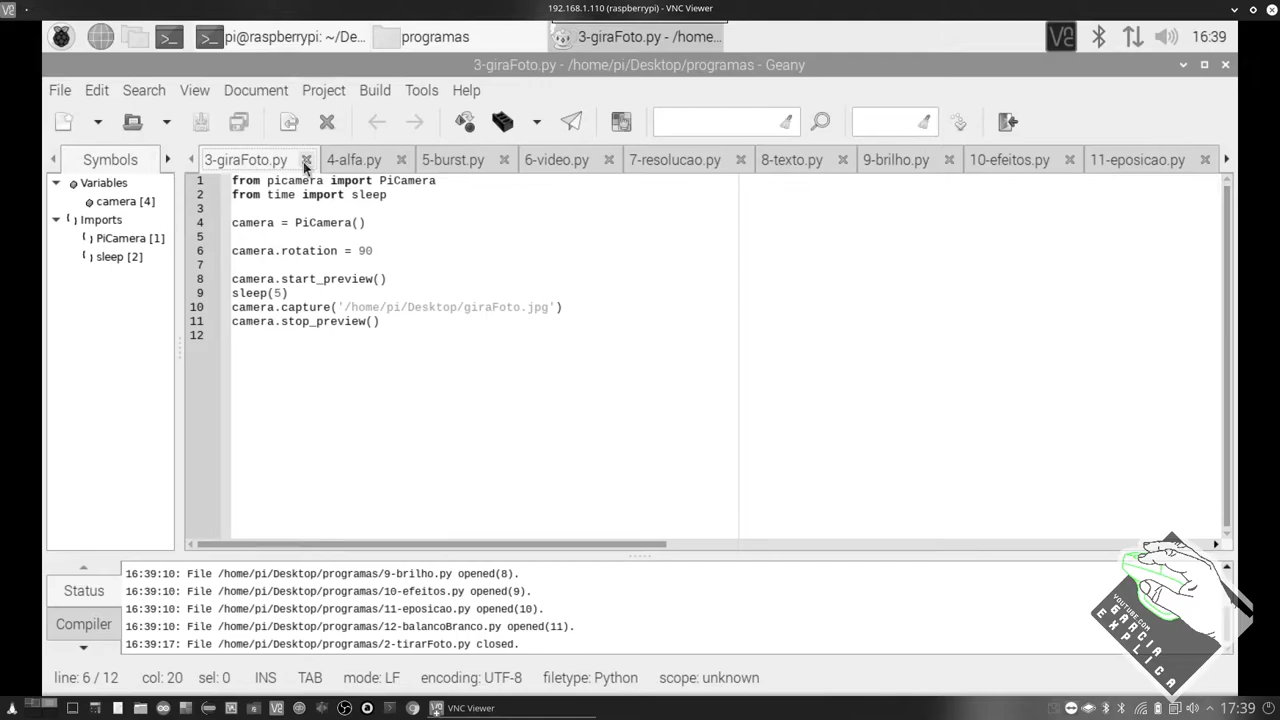 192.168.1.110 (raspberrypi) - VNC Viewer
pi@raspberrypi: ~/De... programas 3-giraFoto.py - /home... 16:39
3-giraFoto.py - /home/pi/Desktop/programas - Geany
File Edit Search View Document Project Build Tools Help
Symbols 3-giraFoto.py 4-alfa.py 5-burst.py 6-video.py 7-resolucao.py 8-texto.py 9-brilho.py 10-efeitos.py 11-eposicao.py
Variables
camera [4]
Imports
PiCamera [1]
sleep [2]
1 from picamera import PiCamera
2 from time import sleep
3
4 camera = PiCamera()
5
6 camera.rotation = 90
7
8 camera.start_preview()
9 sleep(5)
10 camera.capture('/home/pi/Desktop/giraFoto.jpg')
11 camera.stop_preview()
12
Status
Compiler
16:39:10: File /home/pi/Desktop/programas/9-brilho.py opened(8).
16:39:10: File /home/pi/Desktop/programas/10-efeitos.py opened(9).
16:39:10: File /home/pi/Desktop/programas/11-eposicao.py opened(10).
16:39:10: File /home/pi/Desktop/programas/12-balancoBranco.py opened(11).
16:39:17: File /home/pi/Desktop/programas/2-tirarFoto.py closed.
YOUTUBE.COM/
GARCIA
EXPLICA
line: 6 / 12 col: 20 sel: 0 INS TAB mode: LF encoding: UTF-8 filetype: Python scope: unknown
VNC Viewer 17:39